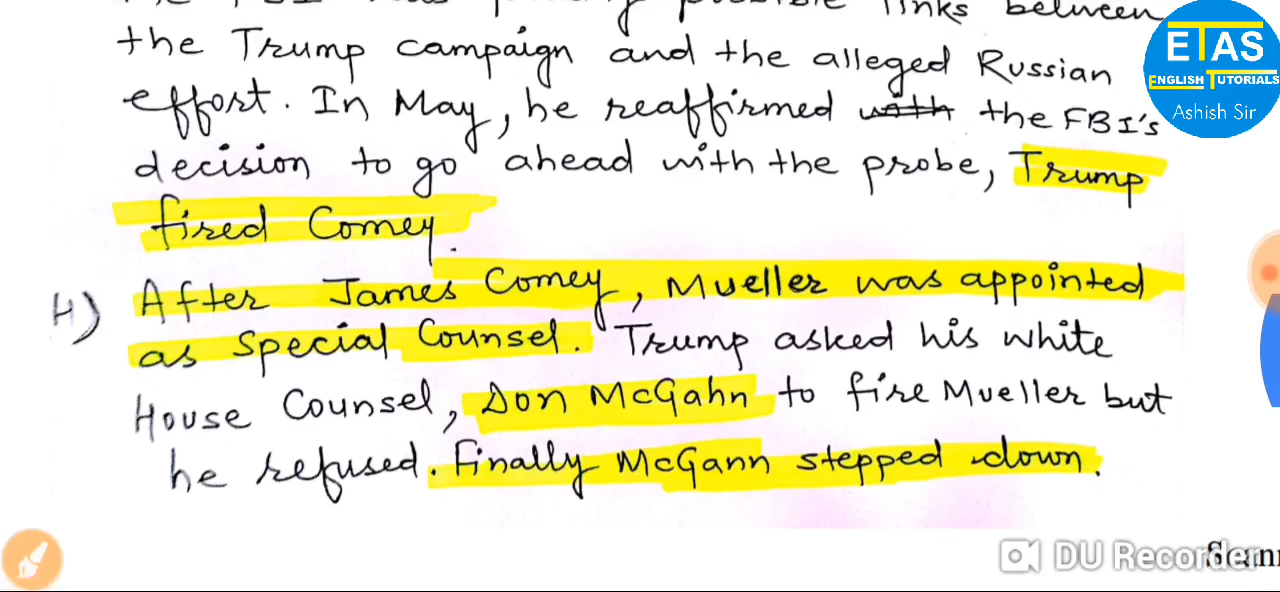 links between
the Trump campaign and the alleged Russian
effort. In May, he reaffirmed with the FBI's
decision to go ahead with the probe, Trump
fired Comey.
4) After James Comey, Mueller was appointed
as special Counsel. Trump asked his white
House Counsel, Don McGahn to fire Mueller but
he refused. Finally McGann stepped down.
ETAS
ENGLISH TUTORIALS
Ashish Sir
DU Recorder